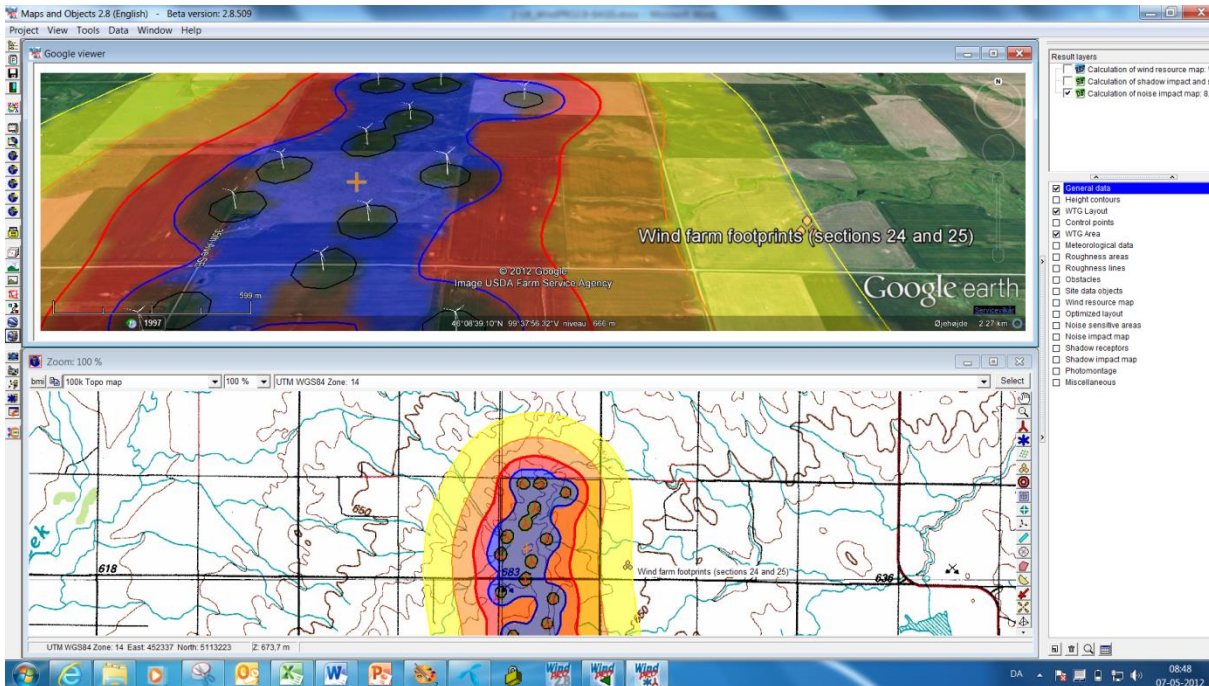 Maps and Objects 2.8 (English) - Beta version: 2.8.509
Project View Tools Data Window Help
Google viewer
Wind farm footprints (sections 24 and 25)
© 2012 Google
Image USDA Farm Service Agency
Google earth
599 m
1997
46°08'39.10"N 99°37'56.32"V niveau 666 m
Øjehøjde 2.27 km
Zoom: 100 %
bmi 100k Topo map 100 % UTM WGS84 Zone: 14 Select
650
618
683
650
636
Wind farm footprints (sections 24 and 25)
UTM WGS84 Zone: 14 East: 452337 North: 5113223 Z: 673,7 m
Result layers
Calculation of wind resource map:
Calculation of shadow impact and s
Calculation of noise impact map: 8,
General data
Height contours
WTG Layout
Control points
WTG Area
Meteorological data
Roughness areas
Roughness lines
Obstacles
Site data objects
Wind resource map
Optimized layout
Noise sensitive areas
Noise impact map
Shadow receptors
Shadow impact map
Photomontage
Miscellaneous
DA
08:48
07-05-2012